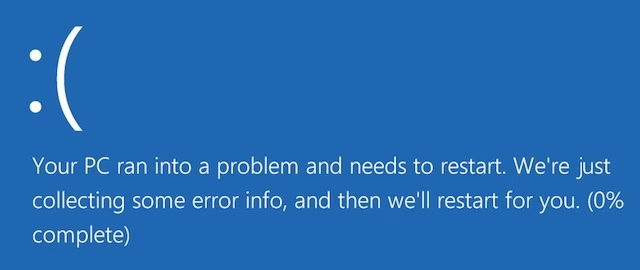 :(
Your PC ran into a problem and needs to restart. We're just
collecting some error info, and then we'll restart for you. (0%
complete)